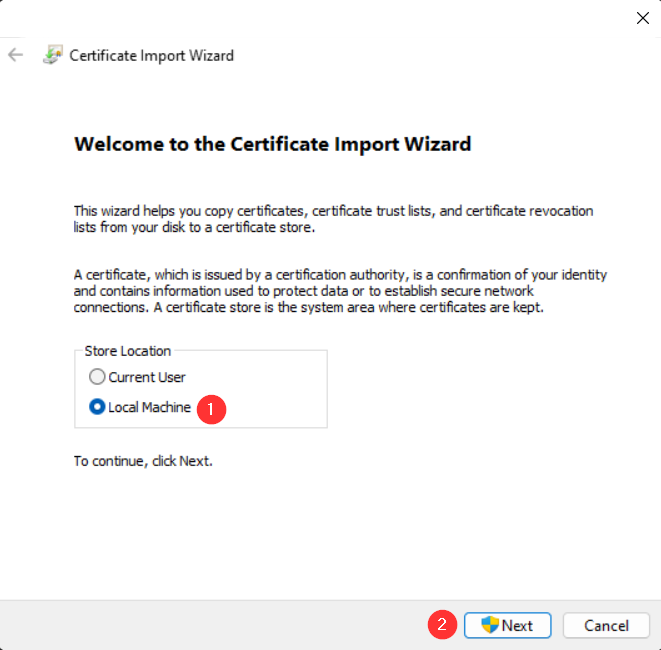 Certificate Import Wizard
Welcome to the Certificate Import Wizard
This wizard helps you copy certificates, certificate trust lists, and certificate revocation
lists from your disk to a certificate store.
A certificate, which is issued by a certification authority, is a confirmation of your identity
and contains information used to protect data or to establish secure network
connections. A certificate store is the system area where certificates are kept.
Store Location
Current User
Local Machine 1
To continue, click Next.
2 Next Cancel